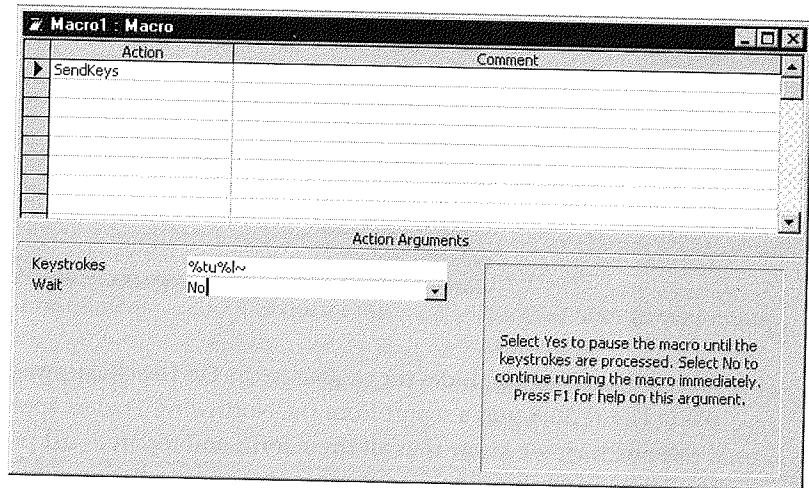 Macro1 : Macro
Action Comment
SendKeys
Action Arguments
Keystrokes %tu%l~
Wait No
Select Yes to pause the macro until the
keystrokes are processed. Select No to
continue running the macro immediately.
Press F1 for help on this argument.